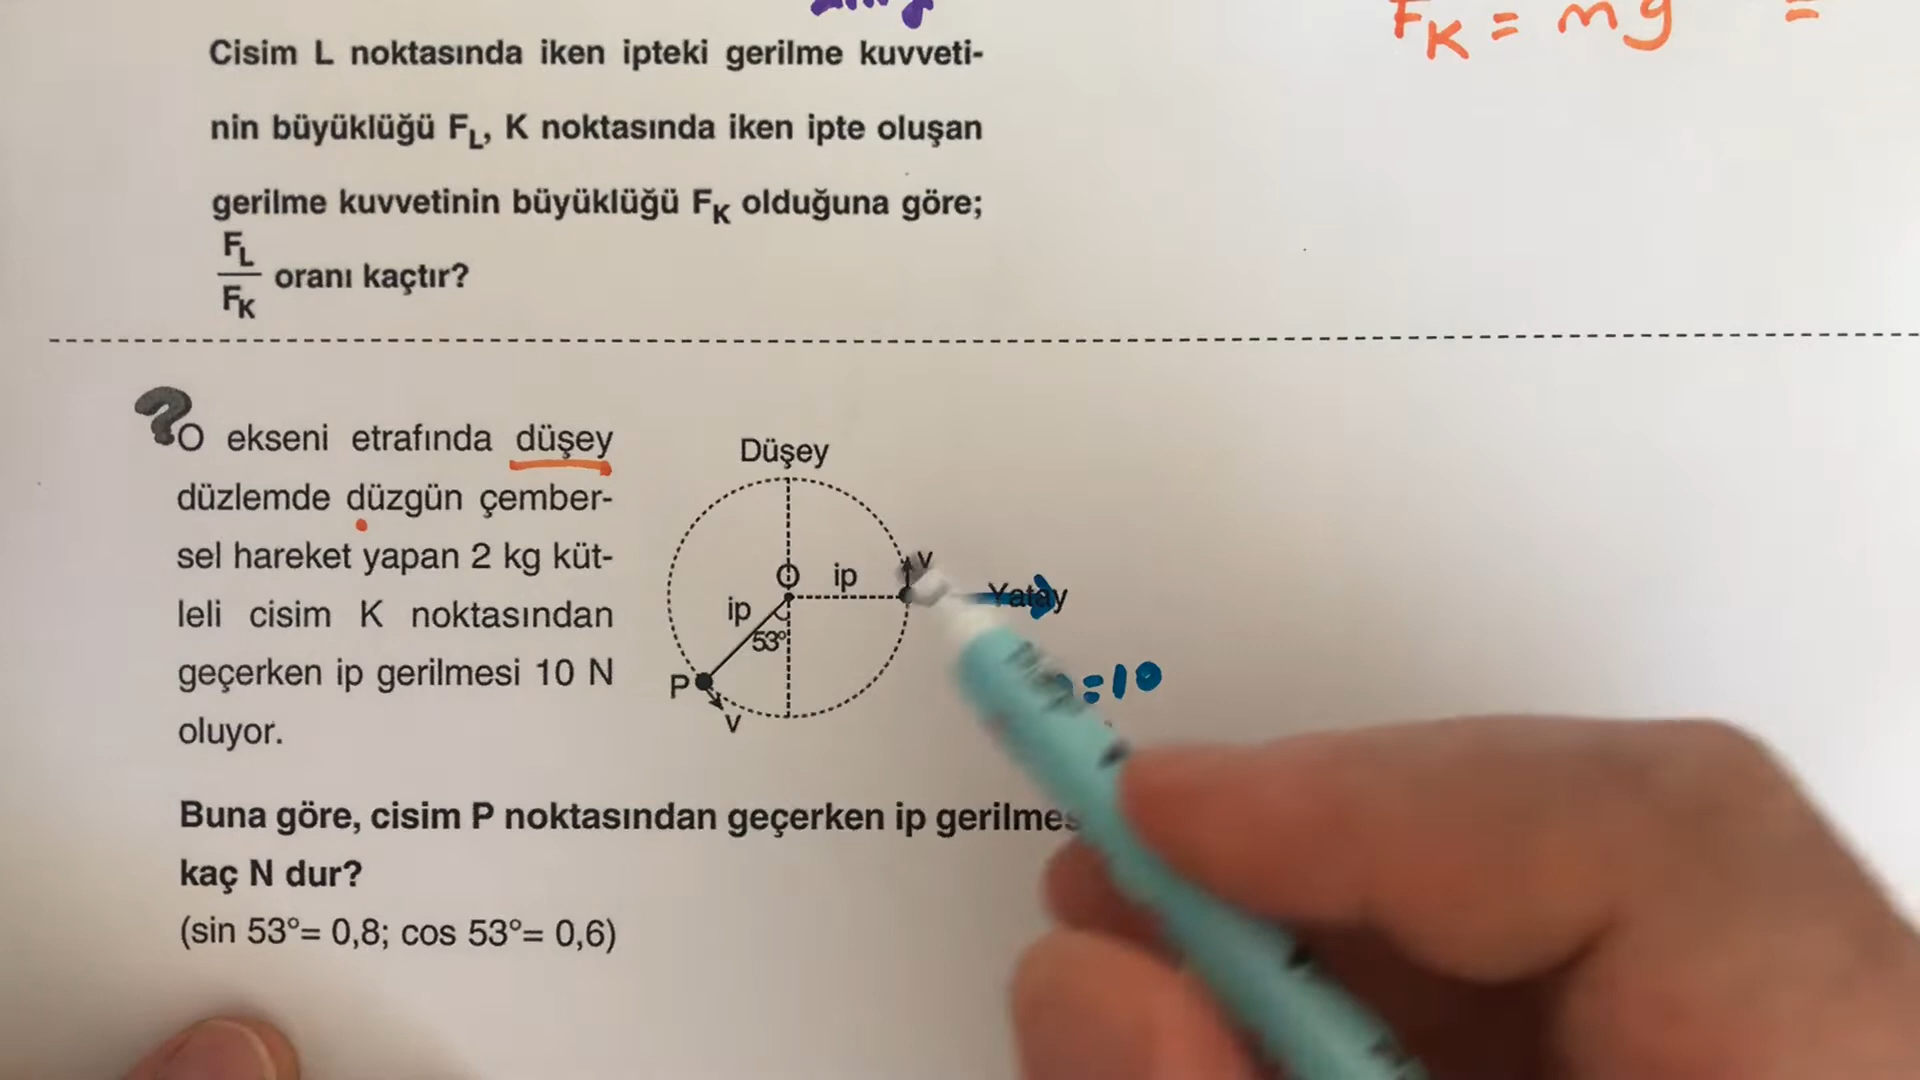 F_K = mg =
Cisim L noktasında iken ipteki gerilme kuvveti-
nin büyüklüğü F_L, K noktasında iken ipte oluşan
gerilme kuvvetinin büyüklüğü F_K olduğuna göre;
F_L/F_K oranı kaçtır?
?
O ekseni etrafında düşey
düzlemde düzgün çember-
sel hareket yapan 2 kg küt-
leli cisim K noktasından
geçerken ip gerilmesi 10 N
oluyor.
Düşey
O
ip
v
Yatay
ip
53°
P
v
=10
Buna göre, cisim P noktasından geçerken ip gerilmes
kaç N dur?
(sin 53°= 0,8; cos 53°= 0,6)